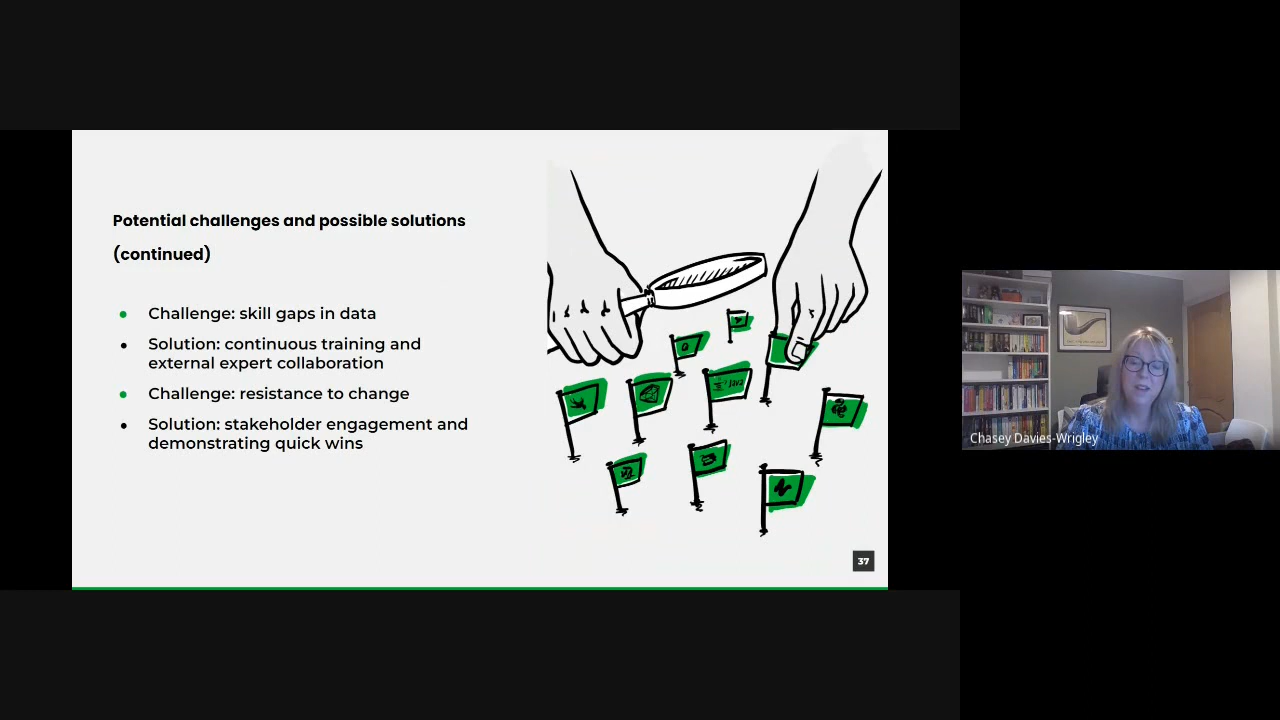 Potential challenges and possible solutions
(continued)
● Challenge: skill gaps in data
● Solution: continuous training and
external expert collaboration
● Challenge: resistance to change
● Solution: stakeholder engagement and
demonstrating quick wins
Java
37
Chasey Davies-Wrigley